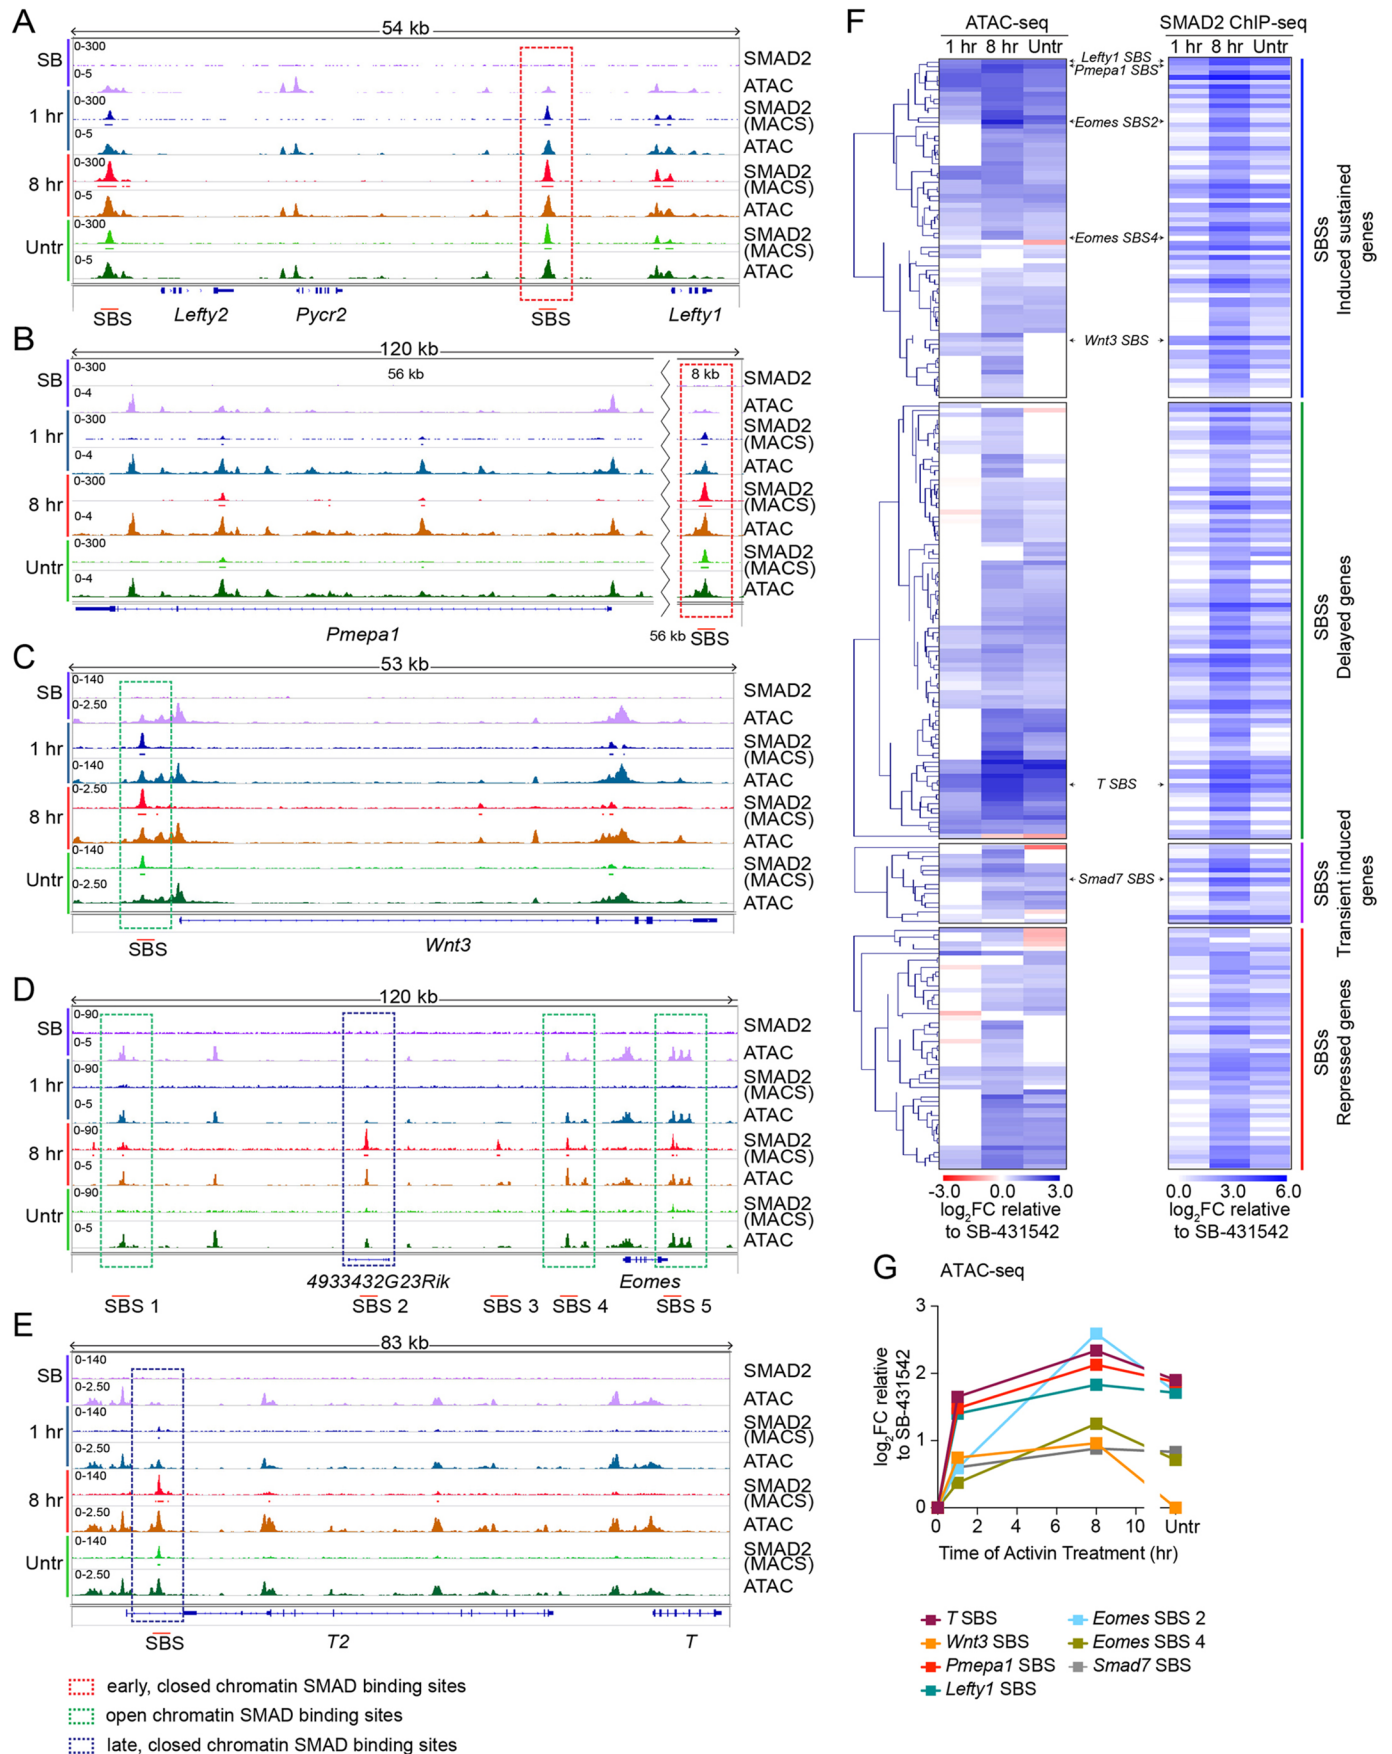 A
54 kb
SB
0-300
SMAD2
0-5
ATAC
1 hr
0-300
SMAD2
(MACS)
0-5
ATAC
8 hr
0-300
SMAD2
(MACS)
0-5
ATAC
Untr
0-300
SMAD2
(MACS)
0-5
ATAC
SBS Lefty2 Pycr2 SBS Lefty1
B
120 kb
56 kb 8 kb
SB
0-300
SMAD2
0-4
ATAC
1 hr
0-300
SMAD2
(MACS)
0-4
ATAC
8 hr
0-300
SMAD2
(MACS)
0-4
ATAC
Untr
0-300
SMAD2
(MACS)
0-4
ATAC
Pmepa1 56 kb SBS
C
53 kb
SB
0-140
SMAD2
0-2.50
ATAC
1 hr
SMAD2
(MACS)
0-140
ATAC
8 hr
0-2.50
SMAD2
(MACS)
ATAC
Untr
0-140
SMAD2
(MACS)
0-2.50
ATAC
SBS Wnt3
D
120 kb
SB
0-90
SMAD2
0-5
ATAC
1 hr
0-90
SMAD2
(MACS)
0-5
ATAC
8 hr
0-90
SMAD2
(MACS)
0-5
ATAC
Untr
0-90
SMAD2
(MACS)
0-5
ATAC
4933432G23Rik Eomes
SBS 1 SBS 2 SBS 3 SBS 4 SBS 5
E
83 kb
SB
0-140
SMAD2
0-2.50
ATAC
1 hr
0-140
SMAD2
(MACS)
0-2.50
ATAC
8 hr
0-140
SMAD2
(MACS)
0-2.50
ATAC
Untr
0-140
SMAD2
(MACS)
0-2.50
ATAC
SBS T2 T
early, closed chromatin SMAD binding sites
open chromatin SMAD binding sites
late, closed chromatin SMAD binding sites
F
ATAC-seq SMAD2 ChIP-seq
1 hr 8 hr Untr 1 hr 8 hr Untr
Lefty1 SBS
Pmepa1 SBS
Eomes SBS2
Eomes SBS4
Wnt3 SBS
T SBS
Smad7 SBS
SBSs
Induced sustained
genes
SBSs
Delayed genes
SBSs
Transient induced
genes
SBSs
Repressed genes
-3.0 0.0 3.0
log2FC relative
to SB-431542
0.0 3.0 6.0
log2FC relative
to SB-431542
G
ATAC-seq
log2FC relative
to SB-431542
3
2
1
0
0 2 4 6 8 10 Untr
Time of Activin Treatment (hr)
T SBS
Wnt3 SBS
Pmepa1 SBS
Lefty1 SBS
Eomes SBS 2
Eomes SBS 4
Smad7 SBS